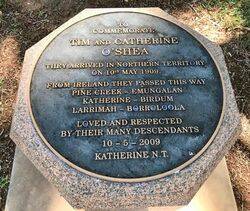 TO
COMMEMORATE
TIM AND CATHERINE
O'SHEA
THEY ARRIVED IN NORTHERN TERRITORY
ON 10TH MAY 1909.
FROM IRELAND THEY PASSED THIS WAY
PINE CREEK - EMUNGALAN
KATHERINE - BIRDUM
LARRIMAH - BORROLOOLA
LOVED AND RESPECTED
BY THEIR MANY DESCENDANTS
10 - 5 - 2009
KATHERINE N.T.